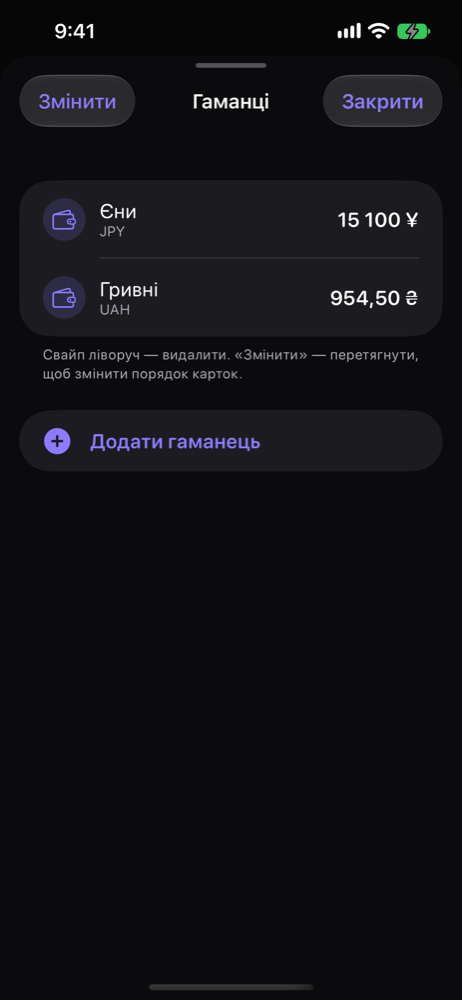 9:41
Змінити
Гаманці
Закрити
Єни
JPY
15 100 ¥
Гривні
UAH
954,50 ₴
Свайп ліворуч — видалити. «Змінити» — перетягнути,
щоб змінити порядок карток.
Додати гаманець